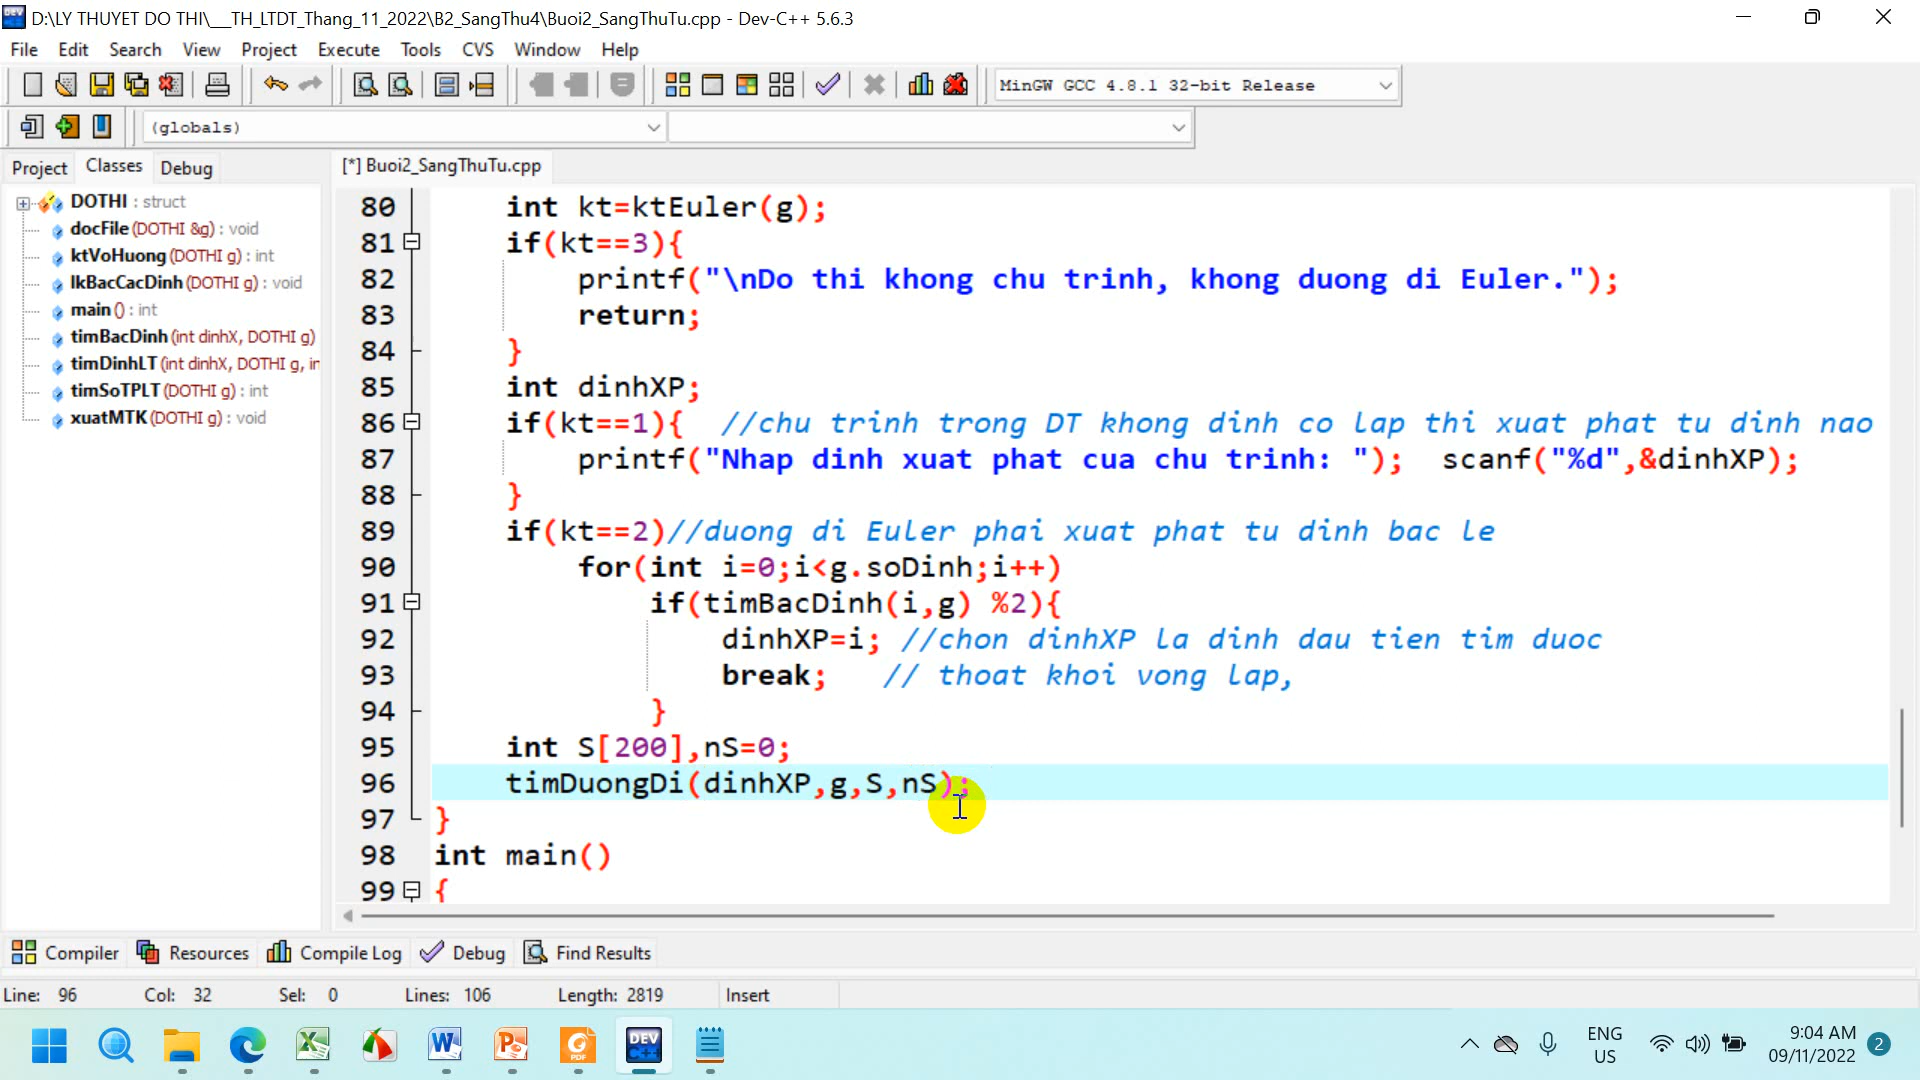 D:\LY THUYET DO THI\__TH_LTDT_Thang_11_2022\B2_SangThu4\Buoi2_SangThuTu.cpp - Dev-C++ 5.6.3
File Edit Search View Project Execute Tools CVS Window Help
MinGW GCC 4.8.1 32-bit Release
(globals)
Project Classes Debug
[*] Buoi2_SangThuTu.cpp
DOTHI : struct
docFile (DOTHI &g) : void
ktVoHuong (DOTHI g) : int
lkBacCacDinh (DOTHI g) : void
main () : int
timBacDinh (int dinhX, DOTHI g)
timDinhLT (int dinhX, DOTHI g, in
timSoTPLT (DOTHI g) : int
xuatMTK (DOTHI g) : void
80 int kt=ktEuler(g);
81 if(kt==3){
82 printf("\nDo thi khong chu trinh, khong duong di Euler.");
83 return;
84 }
85 int dinhXP;
86 if(kt==1){ //chu trinh trong DT khong dinh co lap thi xuat phat tu dinh nao
87 printf("Nhap dinh xuat phat cua chu trinh: "); scanf("%d",&dinhXP);
88 }
89 if(kt==2)//duong di Euler phai xuat phat tu dinh bac le
90 for(int i=0;i<g.soDinh;i++)
91 if(timBacDinh(i,g) %2){
92 dinhXP=i; //chon dinhXP la dinh dau tien tim duoc
93 break; // thoat khoi vong lap,
94 }
95 int S[200],nS=0;
96 timDuongDi(dinhXP,g,S,nS);
97 }
98 int main()
99 {
Compiler Resources Compile Log Debug Find Results
Line: 96 Col: 32 Sel: 0 Lines: 106 Length: 2819 Insert
ENG
US
9:04 AM
09/11/2022
2